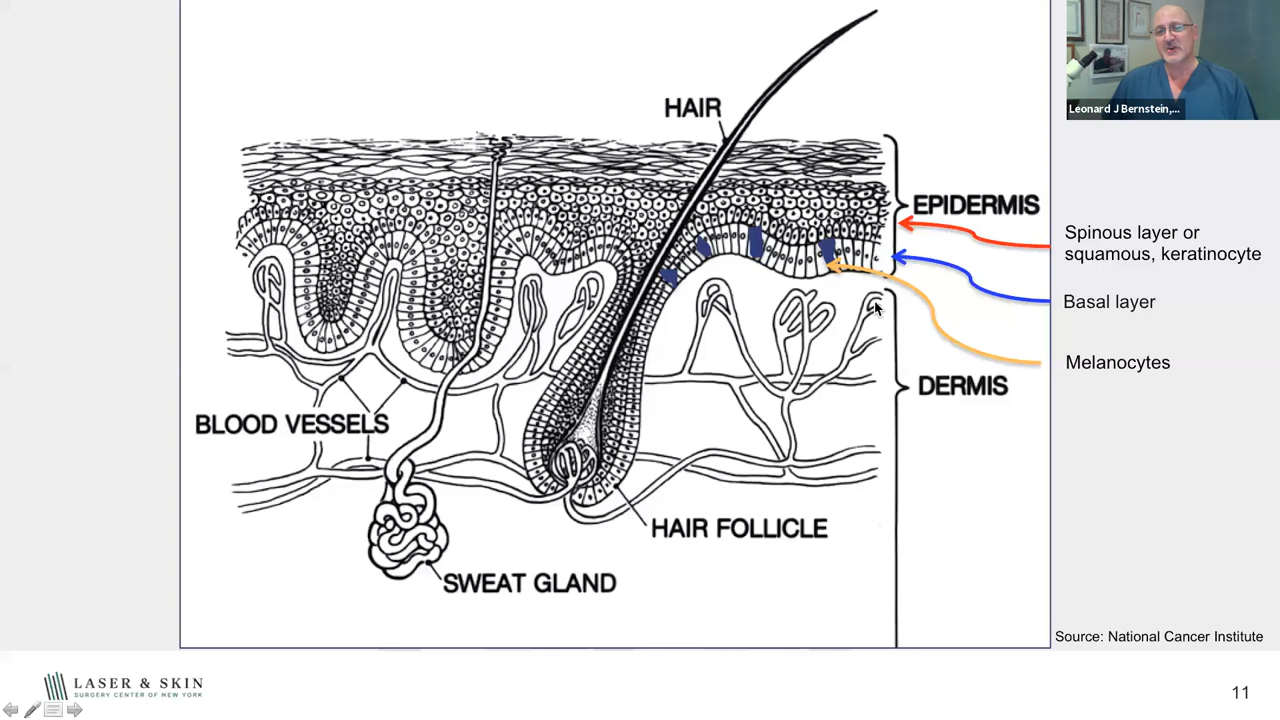 Leonard J Bernstein,...
HAIR
EPIDERMIS
Spinous layer or
squamous, keratinocyte
Basal layer
Melanocytes
DERMIS
BLOOD VESSELS
HAIR FOLLICLE
SWEAT GLAND
Source: National Cancer Institute
LASER & SKIN
SURGERY CENTER OF NEW YORK
11